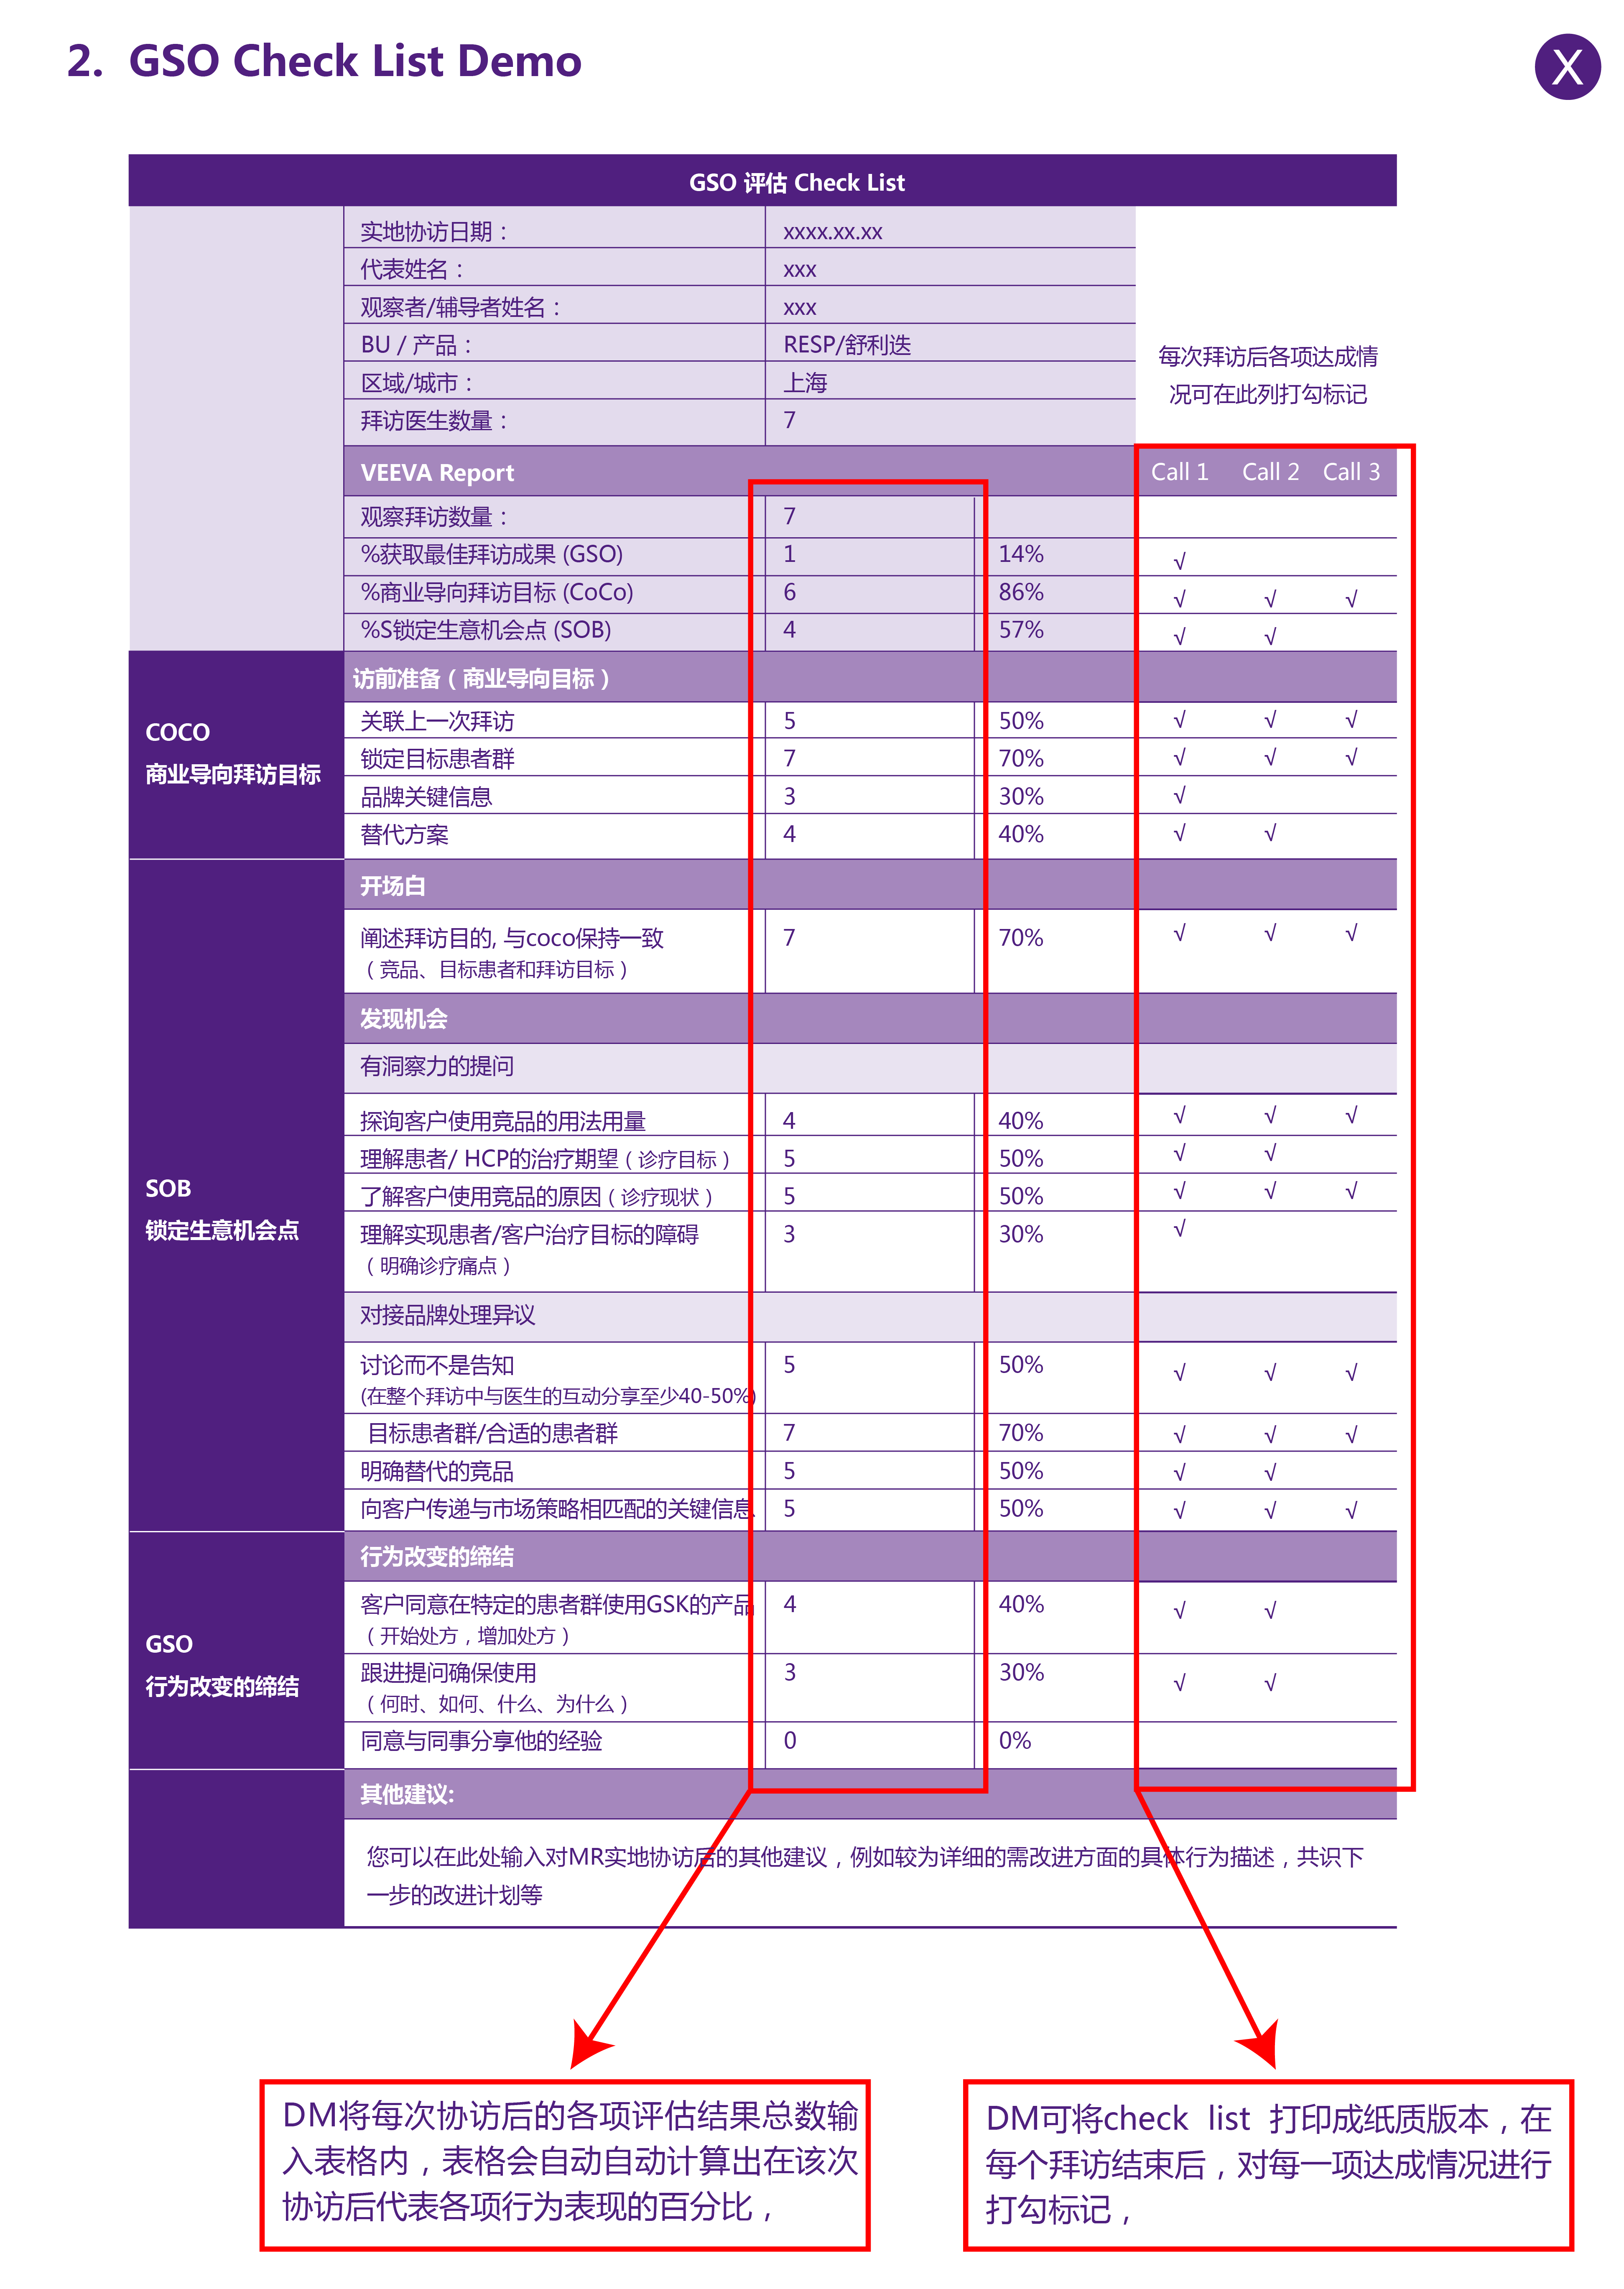 2. GSO Check List Demo
X
GSO 评估 Check List
实地协访日期：
xxxx.xx.xx
代表姓名：
xxx
观察者/辅导者姓名：
xxx
BU / 产品：
RESP/舒利迭
区域/城市：
上海
拜访医生数量：
7
每次拜访后各项达成情
况可在此列打勾标记
VEEVA Report
Call 1 Call 2 Call 3
观察拜访数量：
7
%获取最佳拜访成果 (GSO)
1 14% √
%商业导向拜访目标 (CoCo)
6 86% √ √ √
%S锁定生意机会点 (SOB)
4 57% √ √
COCO
商业导向拜访目标
访前准备（商业导向目标）
关联上一次拜访 5 50% √ √ √
锁定目标患者群 7 70% √ √ √
品牌关键信息 3 30% √
替代方案 4 40% √ √
SOB
锁定生意机会点
开场白
阐述拜访目的, 与coco保持一致 7 70% √ √ √
（竞品、目标患者和拜访目标）
发现机会
有洞察力的提问
探询客户使用竞品的用法用量 4 40% √ √ √
理解患者/ HCP的治疗期望（诊疗目标） 5 50% √ √
了解客户使用竞品的原因（诊疗现状） 5 50% √ √ √
理解实现患者/客户治疗目标的障碍 3 30% √
（明确诊疗痛点）
对接品牌处理异议
讨论而不是告知 5 50% √ √ √
(在整个拜访中与医生的互动分享至少40-50%)
目标患者群/合适的患者群 7 70% √ √ √
明确替代的竞品 5 50% √ √
向客户传递与市场策略相匹配的关键信息 5 50% √ √ √
GSO
行为改变的缔结
行为改变的缔结
客户同意在特定的患者群使用GSK的产品 4 40% √ √
（开始处方，增加处方）
跟进提问确保使用 3 30% √ √
（何时、如何、什么、为什么）
同意与同事分享他的经验 0 0%
其他建议:
您可以在此处输入对MR实地协访后的其他建议，例如较为详细的需改进方面的具体行为描述，共识下
一步的改进计划等
DM将每次协访后的各项评估结果总数输
入表格内，表格会自动自动计算出在该次
协访后代表各项行为表现的百分比，
DM可将check list 打印成纸质版本，在
每个拜访结束后，对每一项达成情况进行
打勾标记，